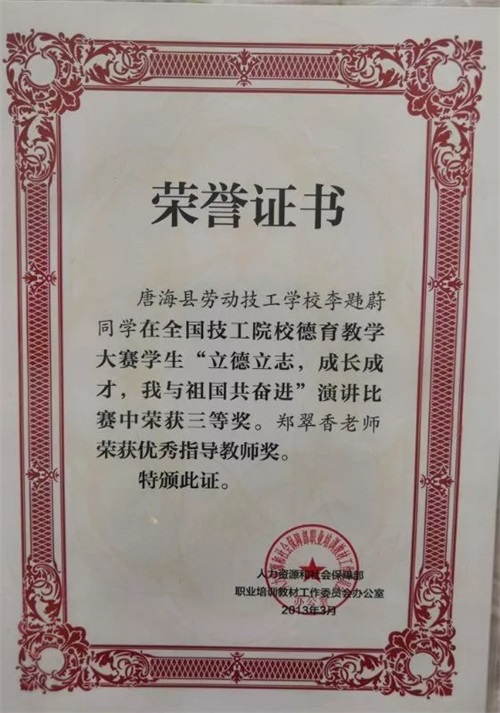 荣誉证书
唐海县劳动技工学校李韪蔚
同学在全国技工院校德育教学
大赛学生“立德立志，成长成
才，我与祖国共奋进”演讲比
赛中荣获三等奖。郑翠香老师
荣获优秀指导教师奖。
特颁此证。
人力资源和社会保障部
职业培训教材工作委员会办公室
2013年3月
办公室